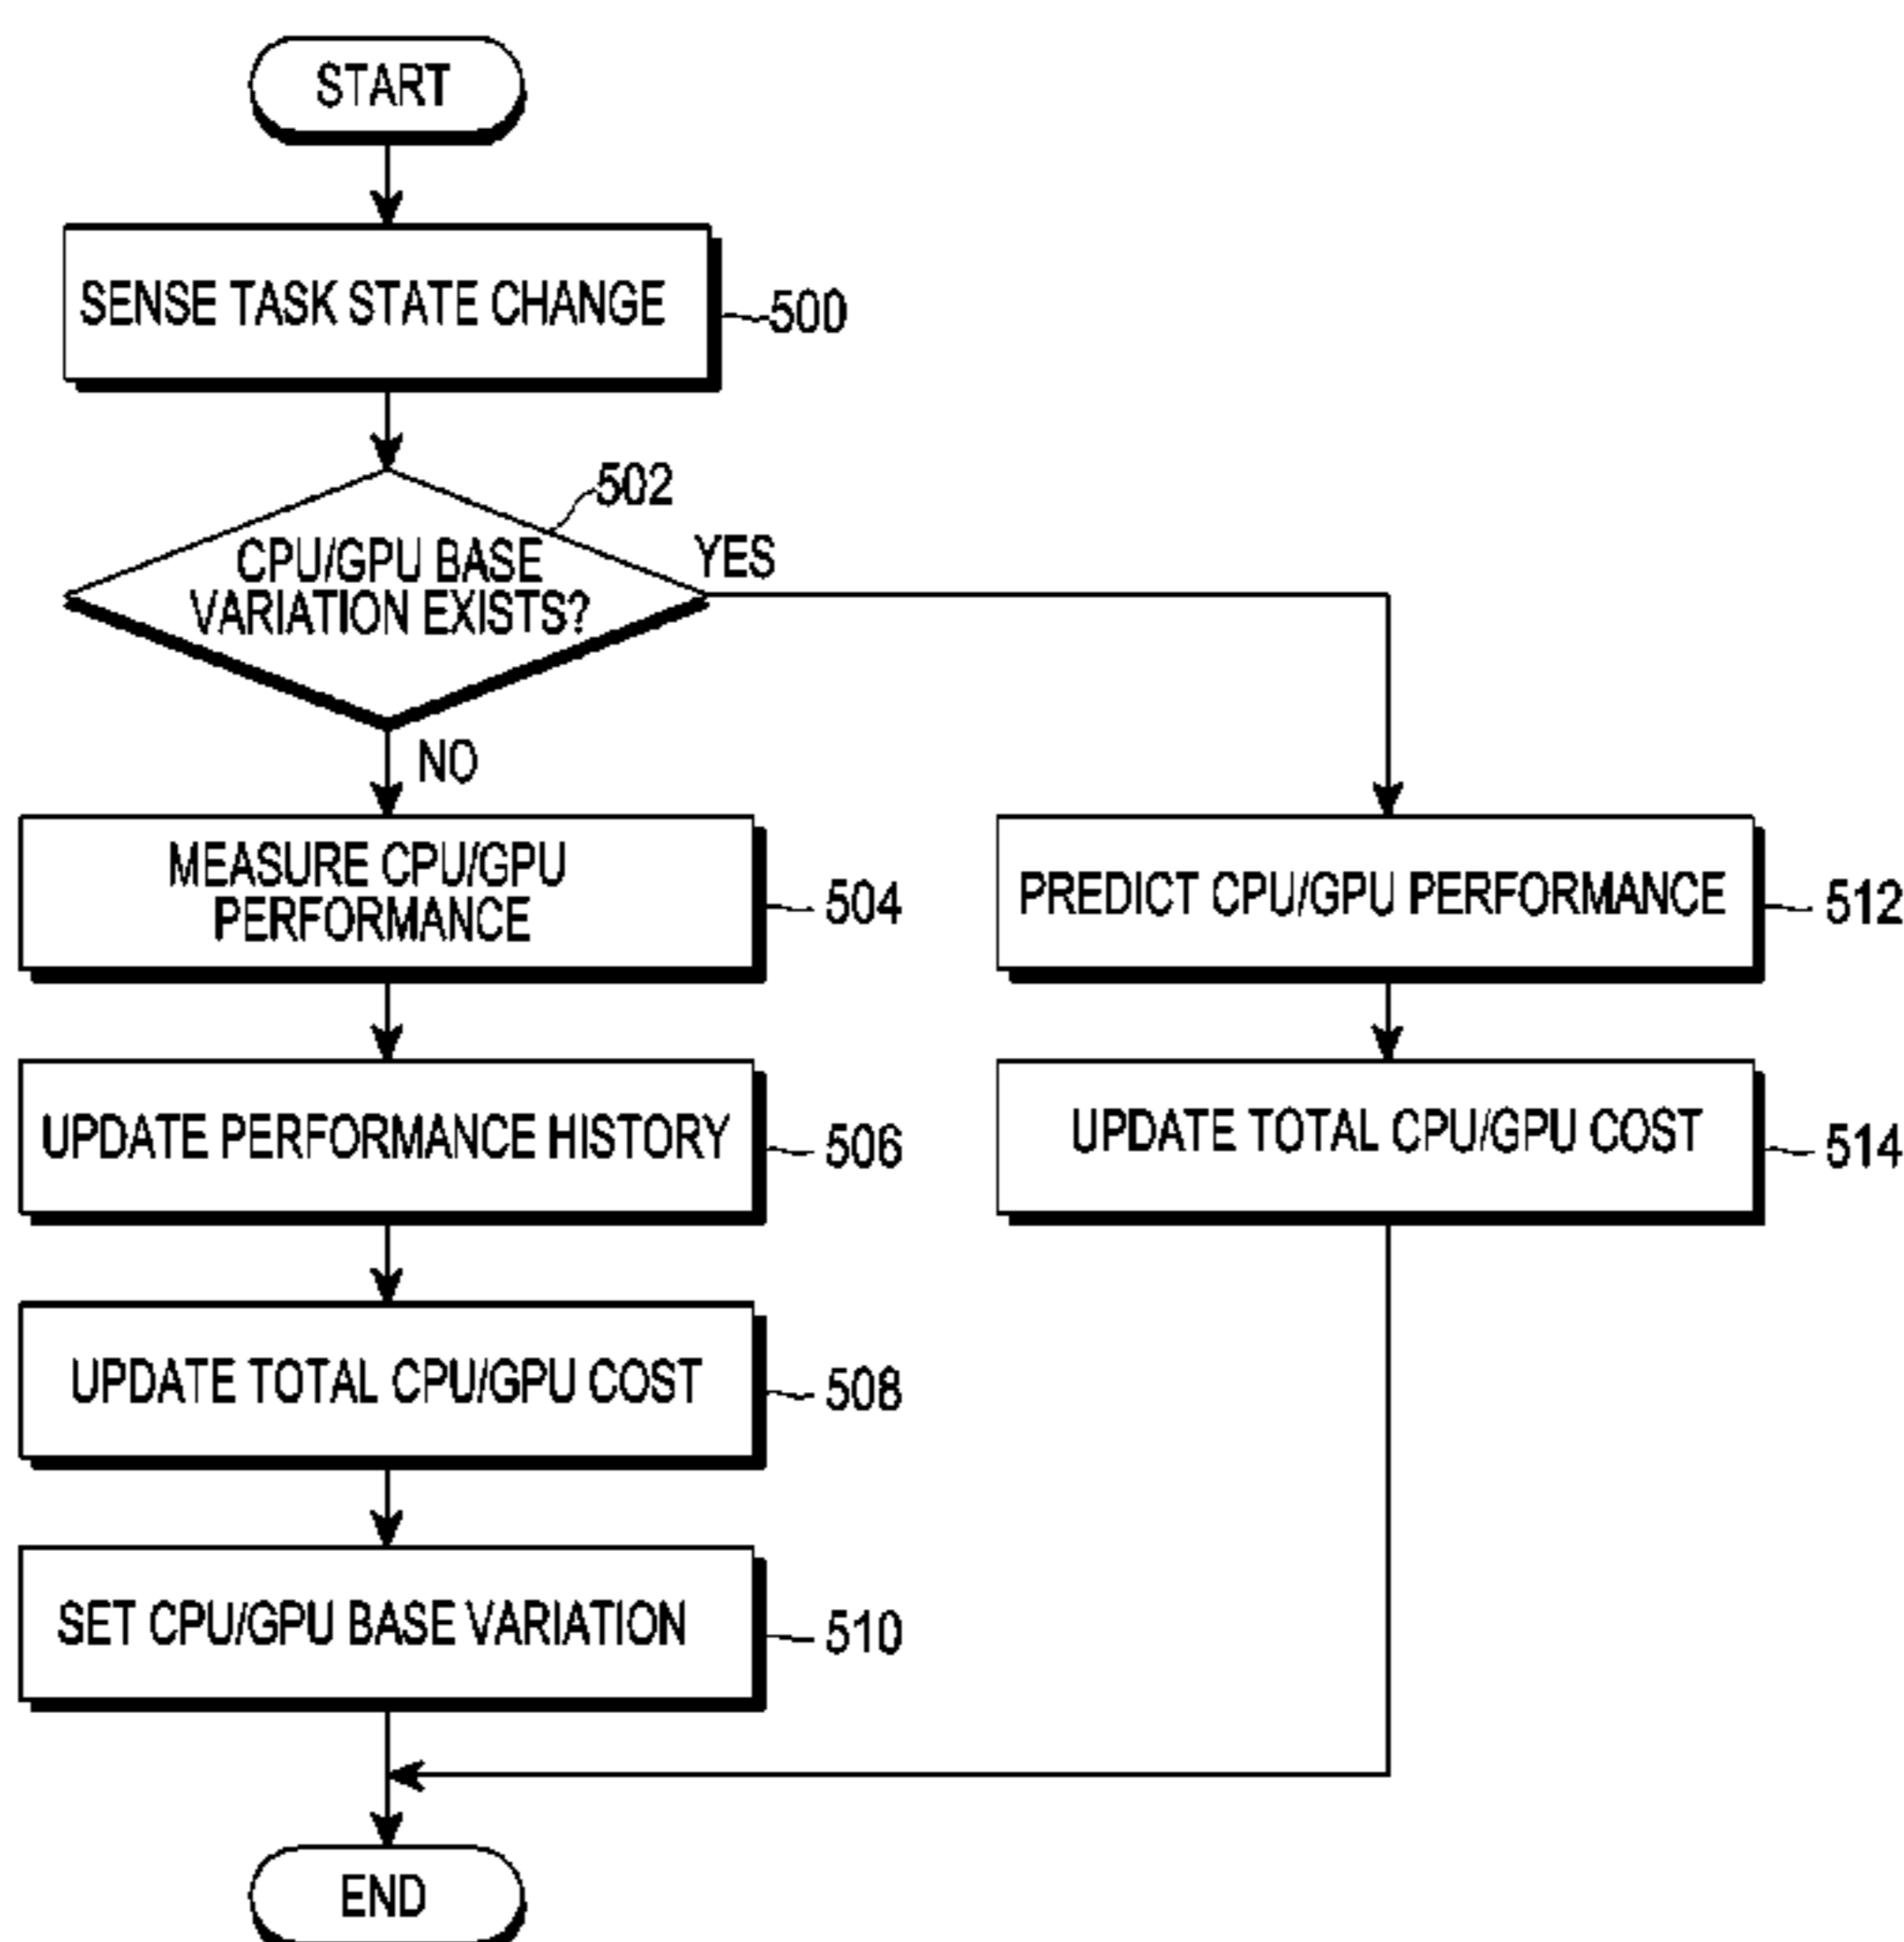 START
SENSE TASK STATE CHANGE
500
502
CPU/GPU BASE
VARIATION EXISTS?
YES
NO
MEASURE CPU/GPU
PERFORMANCE
504
PREDICT CPU/GPU PERFORMANCE
512
UPDATE PERFORMANCE HISTORY
506
UPDATE TOTAL CPU/GPU COST
514
UPDATE TOTAL CPU/GPU COST
508
SET CPU/GPU BASE VARIATION
510
END